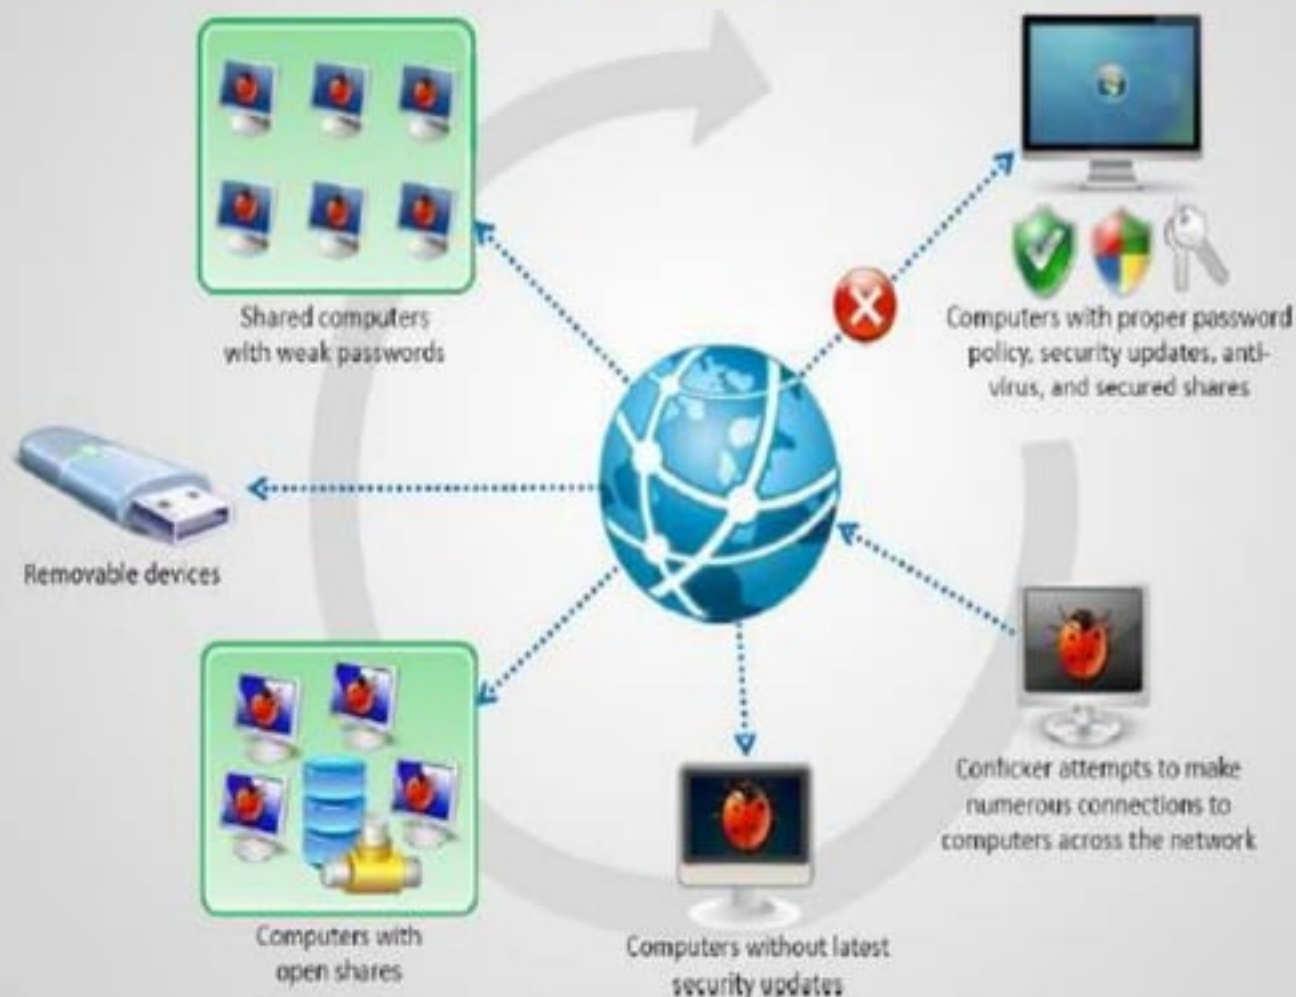 Shared computers
with weak passwords
Computers with proper password
policy, security updates, anti-
virus, and secured shares
Removable devices
Conficker attempts to make
numerous connections to
computers across the network
Computers with
open shares
Computers without latest
security updates